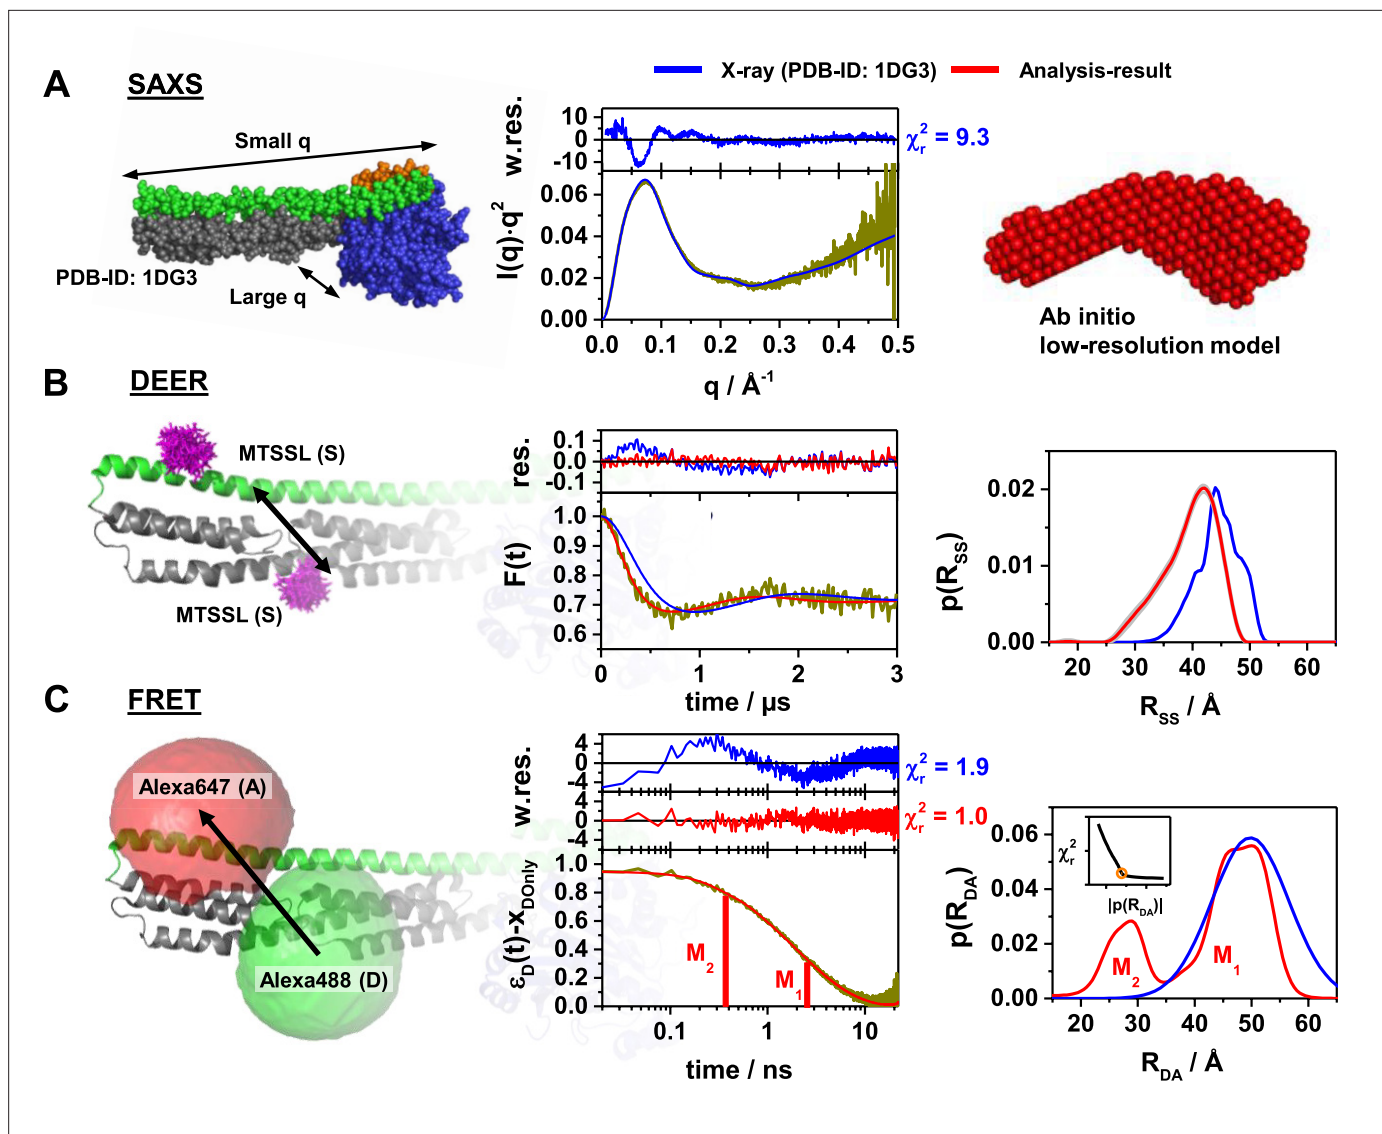 X-ray (PDB-ID: 1DG3) Analysis-result
A SAXS
Small q
PDB-ID: 1DG3
Large q
w.res.
10
0
-10
χr² = 9.3
I(q)·q²
0.06
0.04
0.02
0.00
0.0 0.1 0.2 0.3 0.4 0.5
q / Å⁻¹
Ab initio
low-resolution model
B DEER
MTSSL (S)
MTSSL (S)
res.
0.1
0.0
-0.1
F(t)
1.0
0.9
0.8
0.7
0.6
0 1 2 3
time / µs
p(RSS)
0.02
0.01
0.00
20 30 40 50 60
RSS / Å
C FRET
Alexa647 (A)
Alexa488 (D)
w.res.
4
0
-4
χr² = 1.9
4
0
-4
χr² = 1.0
εD(t)-xDOnly
1.0
0.8
0.6
0.4
0.2
0.0
M2
M1
0.1 1 10
time / ns
p(RDA)
0.06
0.04
0.02
0.00
χr²
|p(RDA)|
M2
M1
20 30 40 50 60
RDA / Å